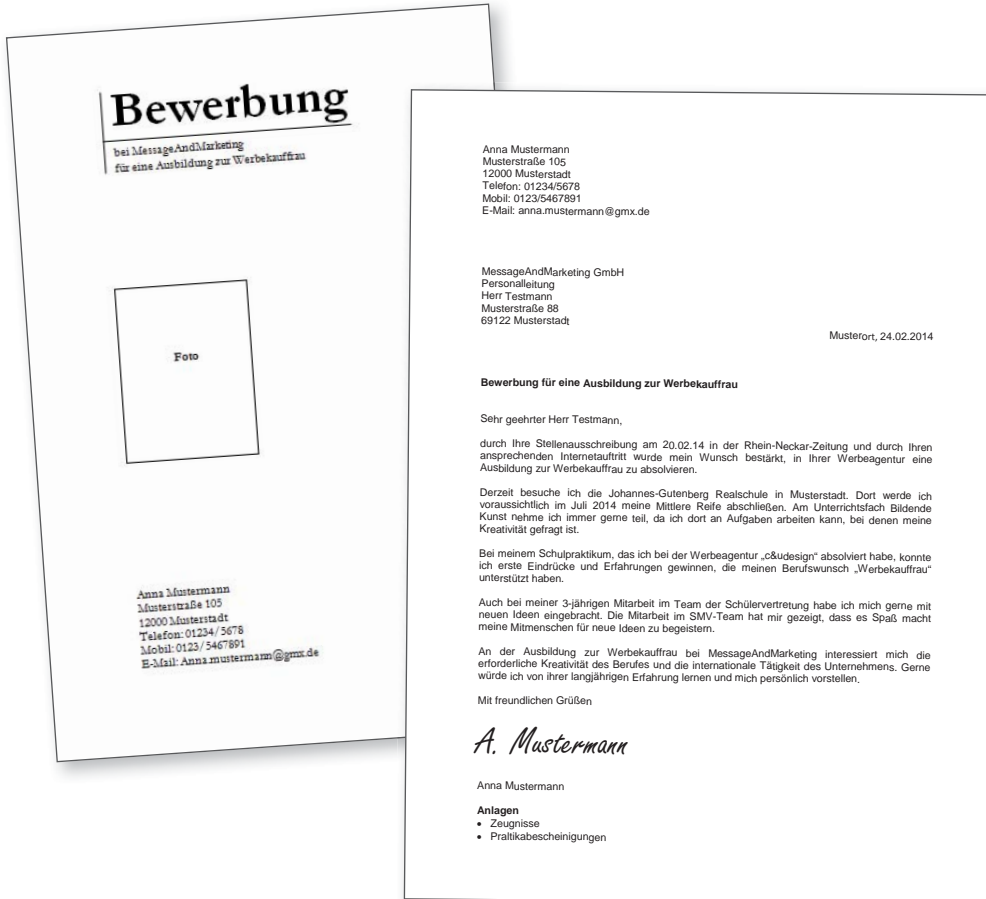 Bewerbung
bei MessageAndMarketing
für eine Ausbildung zur Werbekauffrau
Foto
Anna Mustermann
Musterstraße 105
12000 Musterstadt
Telefon: 01234/5678
Mobil: 0123/5467891
E-Mail: Anna.mustermann@gmx.de
Anna Mustermann
Musterstraße 105
12000 Musterstadt
Telefon: 01234/5678
Mobil: 0123/5467891
E-Mail: anna.mustermann@gmx.de
MessageAndMarketing GmbH
Personalleitung
Herr Testmann
Musterstraße 88
69122 Musterstadt
Musterort, 24.02.2014
Bewerbung für eine Ausbildung zur Werbekauffrau
Sehr geehrter Herr Testmann,
durch Ihre Stellenausschreibung am 20.02.14 in der Rhein-Neckar-Zeitung und durch Ihren
ansprechenden Internetauftritt wurde mein Wunsch bestärkt, in Ihrer Werbeagentur eine
Ausbildung zur Werbekauffrau zu absolvieren.
Derzeit besuche ich die Johannes-Gutenberg Realschule in Musterstadt. Dort werde ich
voraussichtlich im Juli 2014 meine Mittlere Reife abschließen. Am Unterrichtsfach Bildende
Kunst nehme ich immer gerne teil, da ich dort an Aufgaben arbeiten kann, bei denen meine
Kreativität gefragt ist.
Bei meinem Schulpraktikum, das ich bei der Werbeagentur „c&udesign“ absolviert habe, konnte
ich erste Eindrücke und Erfahrungen gewinnen, die meinen Berufswunsch „Werbekauffrau“
unterstützt haben.
Auch bei meiner 3-jährigen Mitarbeit im Team der Schülervertretung habe ich mich gerne mit
neuen Ideen eingebracht. Die Mitarbeit im SMV-Team hat mir gezeigt, dass es Spaß macht
meine Mitmenschen für neue Ideen zu begeistern.
An der Ausbildung zur Werbekauffrau bei MessageAndMarketing interessiert mich die
erforderliche Kreativität des Berufes und die internationale Tätigkeit des Unternehmens. Gerne
würde ich von ihrer langjährigen Erfahrung lernen und mich persönlich vorstellen.
Mit freundlichen Grüßen
A. Mustermann
Anna Mustermann
Anlagen
• Zeugnisse
• Praltikabescheinigungen